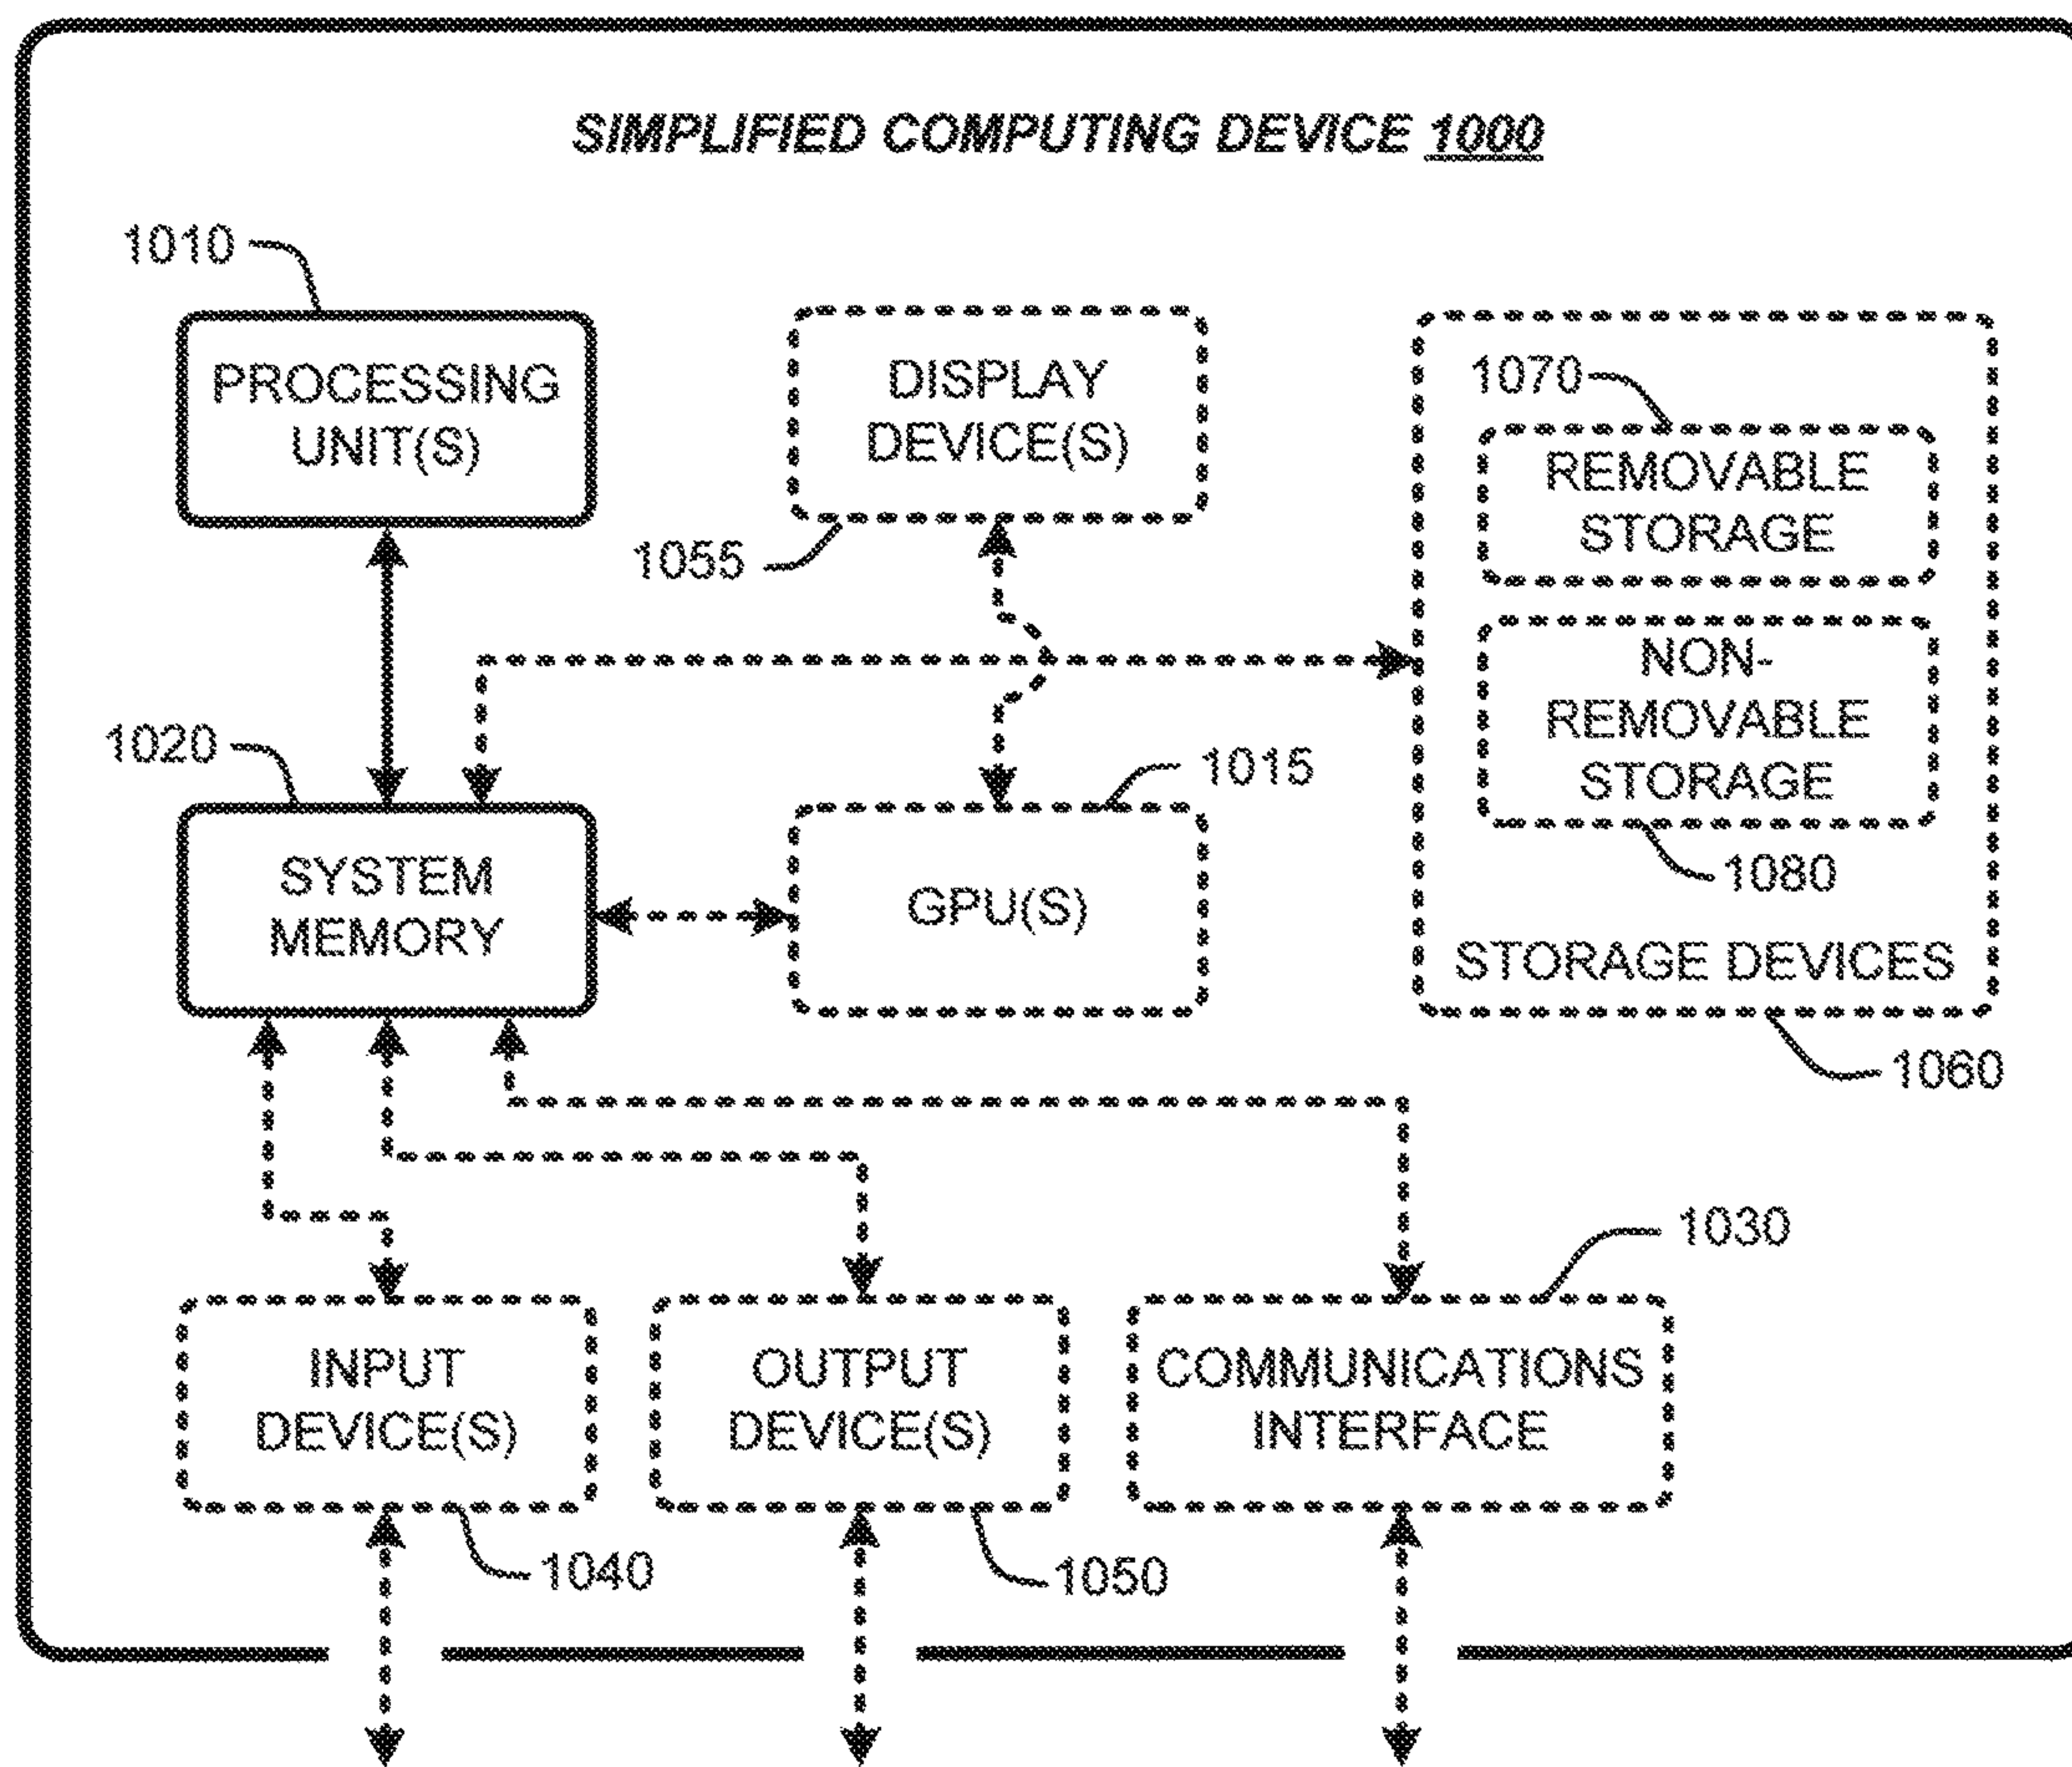 SIMPLIFIED COMPUTING DEVICE 1000
1010
PROCESSING
UNIT(S)
DISPLAY
DEVICE(S)
1055
1070
REMOVABLE
STORAGE
NON-
REMOVABLE
STORAGE
1080
STORAGE DEVICES
1060
1020
SYSTEM
MEMORY
1015
GPU(S)
1030
INPUT
DEVICE(S)
1040
OUTPUT
DEVICE(S)
1050
COMMUNICATIONS
INTERFACE